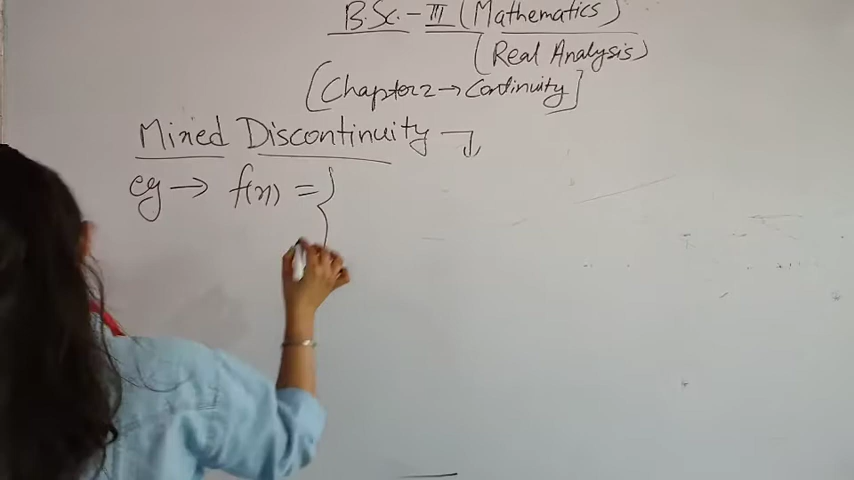 B.Sc. - III (Mathematics)
(Real Analysis)
[Chapter 2 → Continuity]
Mixed Discontinuity
eg → f(x) = {